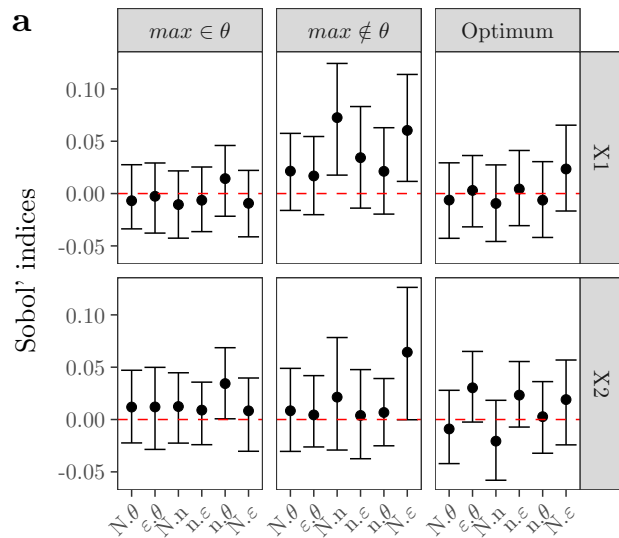 a
max ∈ θ
max ∉ θ
Optimum
Sobol' indices
0.10
0.05
0.00
-0.05
X1
0.10
0.05
0.00
-0.05
X2
N.θ
ε.θ
N.n
n.ε
n.θ
N.ε
N.θ
ε.θ
N.n
n.ε
n.θ
N.ε
N.θ
ε.θ
N.n
n.ε
n.θ
N.ε